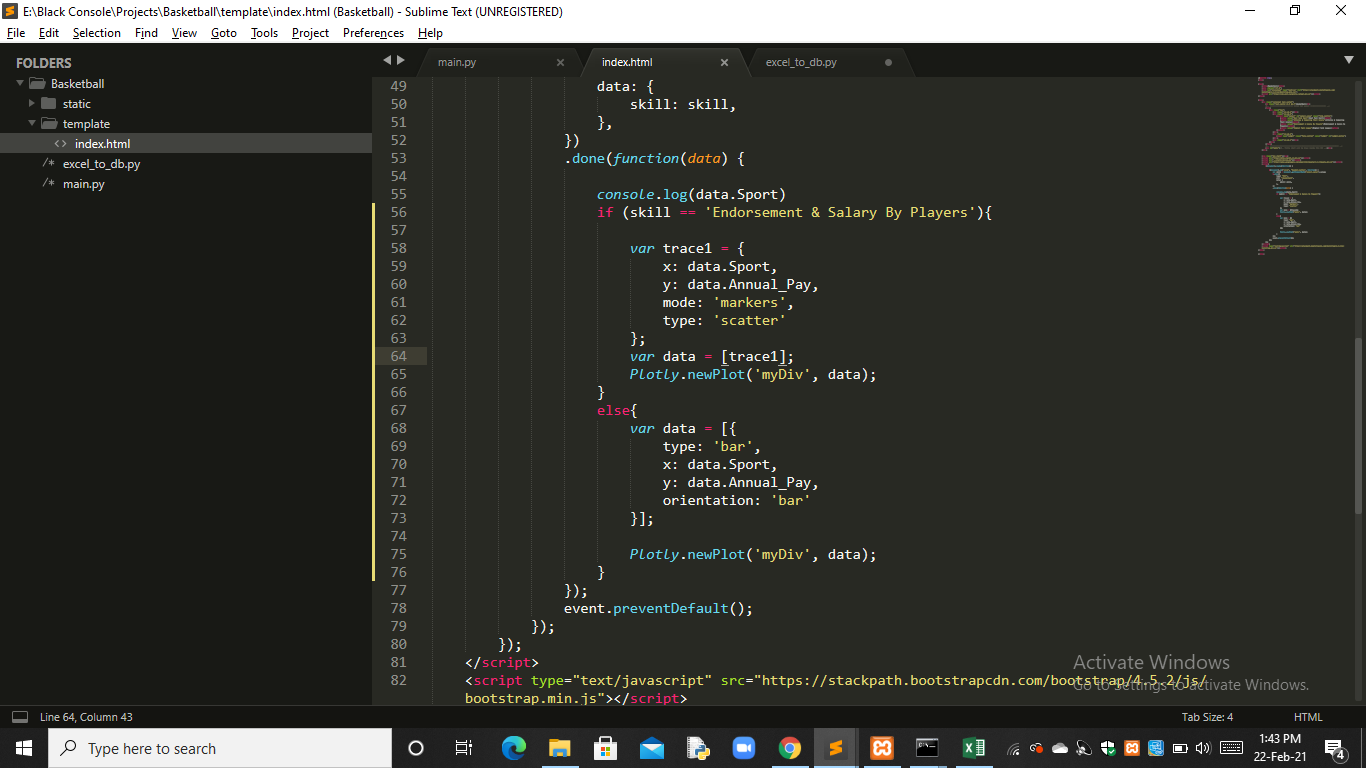 E:\Black Console\Projects\Basketball\template\index.html (Basketball) - Sublime Text (UNREGISTERED)
File Edit Selection Find View Goto Tools Project Preferences Help
FOLDERS
Basketball
static
template
<> index.html
/* excel_to_db.py
/* main.py
main.py × index.html × excel_to_db.py
49 data: {
50 skill: skill,
51 },
52 })
53 .done(function(data) {
54
55 console.log(data.Sport)
56 if (skill == 'Endorsement & Salary By Players'){
57
58 var trace1 = {
59 x: data.Sport,
60 y: data.Annual_Pay,
61 mode: 'markers',
62 type: 'scatter'
63 };
64 var data = [trace1];
65 Plotly.newPlot('myDiv', data);
66 }
67 else{
68 var data = [{
69 type: 'bar',
70 x: data.Sport,
71 y: data.Annual_Pay,
72 orientation: 'bar'
73 }];
74
75 Plotly.newPlot('myDiv', data);
76 }
77 });
78 event.preventDefault();
79 });
80 });
81 </script>
82 <script type="text/javascript" src="https://stackpath.bootstrapcdn.com/bootstrap/4.5.2/js/
bootstrap.min.js"></script>
Activate Windows
Go to Settings to activate Windows.
Line 64, Column 43 Tab Size: 4 HTML
Type here to search
1:43 PM
22-Feb-21
4